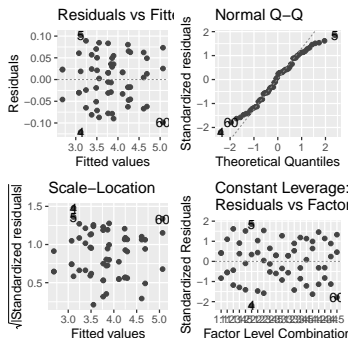 Residuals vs Fitte
Residuals
0.10
0.05
0.00
−0.05
−0.10
5
4
60
3.0 3.5 4.0 4.5 5.0
Fitted values
Normal Q−Q
Standardized residuals
2
1
0
−1
−2
5
60
4
−2 −1 0 1 2
Theoretical Quantiles
Scale−Location
√|Standardized residuals|
1.5
1.0
0.5
4
5
60
3.0 3.5 4.0 4.5 5.0
Fitted values
Constant Leverage:
Residuals vs Factor
Standardized residuals
2
1
0
−1
−2
5
4
60
Factor Level Combination